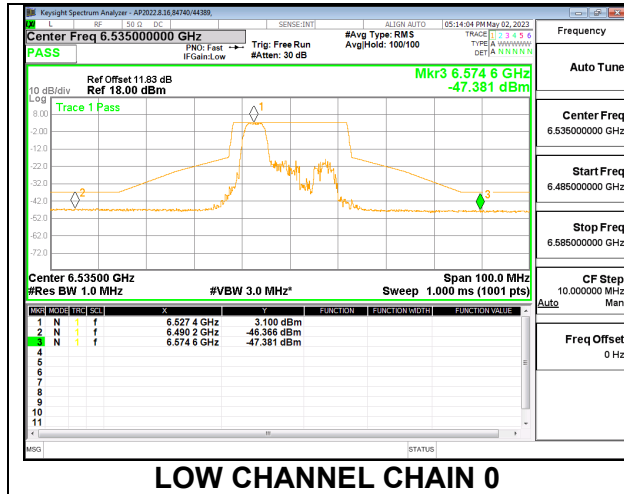 Keysight Spectrum Analyzer - AP2022.8.16,84740/44389,
LXI L RF 50 Ω DC SENSE:INT ALIGN AUTO 05:14:04 PM May 02, 2023
Center Freq 6.535000000 GHz #Avg Type: RMS TRACE 1 2 3 4 5 6
PASS PNO: Fast Trig: Free Run Avg|Hold: 100/100 TYPE A WWWWW
IFGain:Low #Atten: 30 dB DET A N N N N N
Ref Offset 11.83 dB Mkr3 6.574 6 GHz
10 dB/div Ref 18.00 dBm -47.381 dBm
Log
Trace 1 Pass
8.00
-2.00
-12.0
-22.0
-32.0
-42.0
-52.0
-62.0
-72.0
1
2
3
Center 6.53500 GHz Span 100.0 MHz
#Res BW 1.0 MHz #VBW 3.0 MHz* Sweep 1.000 ms (1001 pts)
MKR MODE TRC SCL X Y FUNCTION FUNCTION WIDTH FUNCTION VALUE
1 N 1 f 6.527 4 GHz 3.100 dBm
2 N 1 f 6.490 2 GHz -46.366 dBm
3 N 1 f 6.574 6 GHz -47.381 dBm
4
5
6
7
8
9
10
11
MSG STATUS
Frequency
Auto Tune
Center Freq
6.535000000 GHz
Start Freq
6.485000000 GHz
Stop Freq
6.585000000 GHz
CF Step
10.000000 MHz
Auto Man
Freq Offset
0 Hz
LOW CHANNEL CHAIN 0